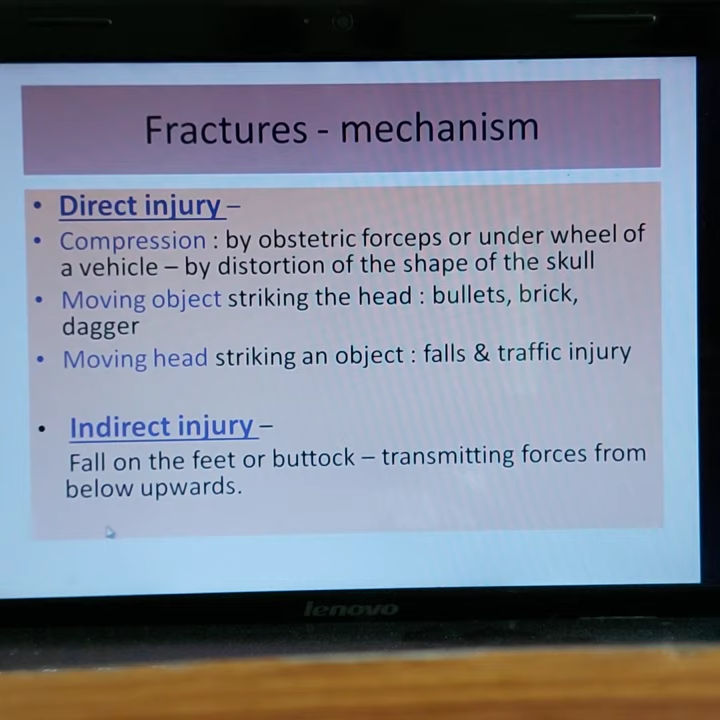 Fractures - mechanism
• Direct injury –
• Compression : by obstetric forceps or under wheel of
a vehicle – by distortion of the shape of the skull
• Moving object striking the head : bullets, brick,
dagger
• Moving head striking an object : falls & traffic injury
• Indirect injury –
Fall on the feet or buttock – transmitting forces from
below upwards.
lenovo